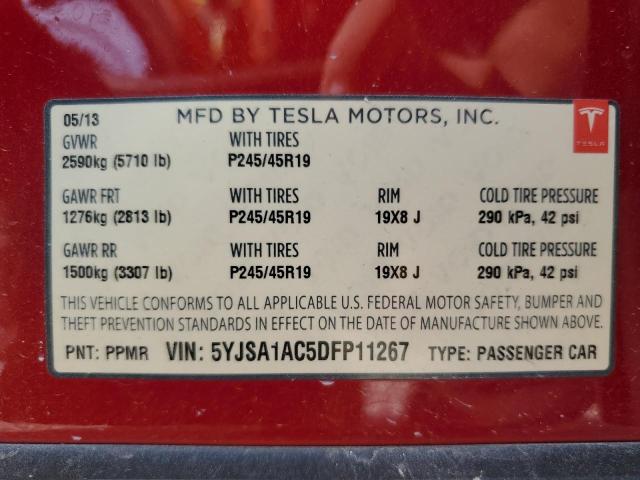 05/13 MFD BY TESLA MOTORS, INC.
GVWR WITH TIRES
2590kg (5710 lb) P245/45R19
TESLA
GAWR FRT WITH TIRES RIM COLD TIRE PRESSURE
1276kg (2813 lb) P245/45R19 19X8 J 290 kPa, 42 psi
GAWR RR WITH TIRES RIM COLD TIRE PRESSURE
1500kg (3307 lb) P245/45R19 19X8 J 290 kPa, 42 psi
THIS VEHICLE CONFORMS TO ALL APPLICABLE U.S. FEDERAL MOTOR SAFETY, BUMPER AND
THEFT PREVENTION STANDARDS IN EFFECT ON THE DATE OF MANUFACTURE SHOWN ABOVE.
PNT: PPMR VIN: 5YJSA1AC5DFP11267 TYPE: PASSENGER CAR